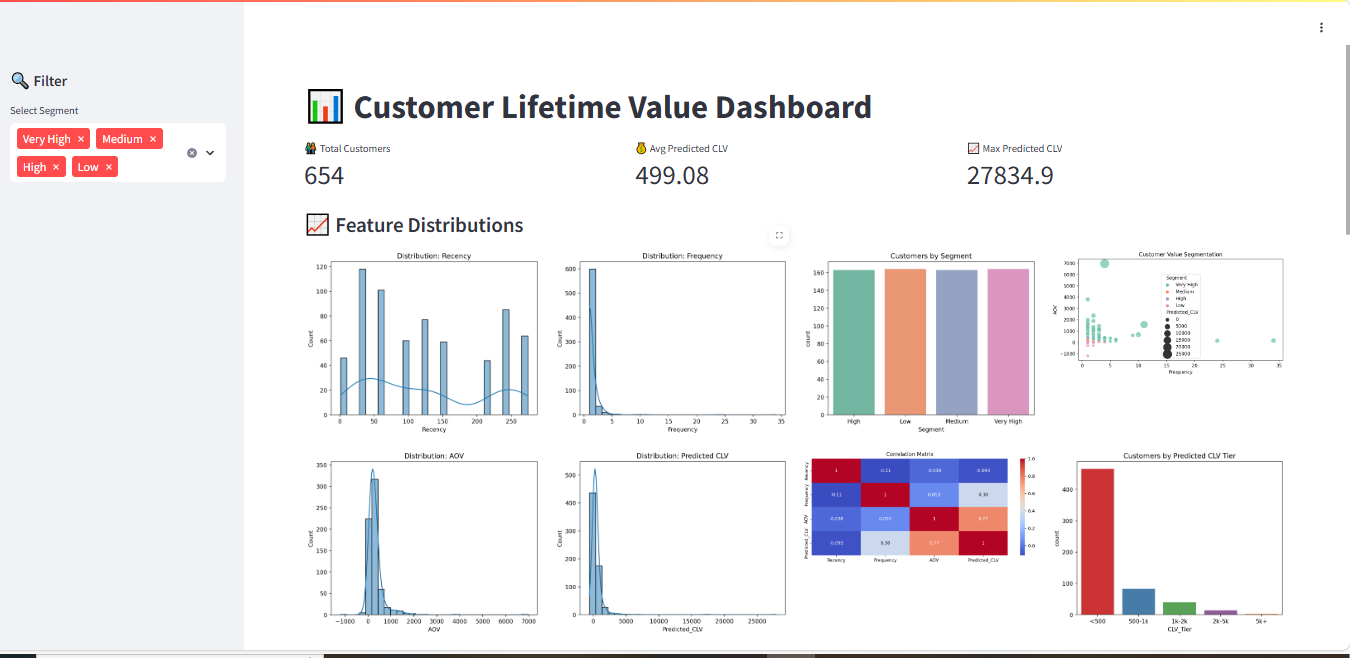 Filter
Select Segment
Very High ×
Medium ×
High ×
Low ×
Customer Lifetime Value Dashboard
Total Customers
654
Avg Predicted CLV
499.08
Max Predicted CLV
27834.9
Feature Distributions
Distribution: Recency
Count
120
100
80
60
40
20
0
0 50 100 150 200 250
Recency
Distribution: Frequency
Count
600
500
400
300
200
100
0
0 5 10 15 20 25 30 35
Frequency
Customers by Segment
count
160
140
120
100
80
60
40
20
0
High Low Medium Very High
Segment
Customer Value Segmentation
AOV
7000
6000
5000
4000
3000
2000
1000
0
−1000
Segment
Very High
Medium
High
Low
Predicted_CLV
0
5000
10000
15000
20000
25000
0 5 10 15 20 25 30 35
Frequency
Distribution: AOV
Count
350
300
250
200
150
100
50
0
−1000 0 1000 2000 3000 4000 5000 6000 7000
AOV
Distribution: Predicted CLV
Count
500
400
300
200
100
0
0 5000 10000 15000 20000 25000
Predicted_CLV
Correlation Matrix
Recency
1 -0.11 -0.038 -0.093
Frequency
-0.11 1 0.053 0.38
AOV
-0.038 0.053 1 0.77
Predicted_CLV
-0.093 0.38 0.77 1
Recency Frequency AOV Predicted_CLV
1.0
0.8
0.6
0.4
0.2
0.0
Customers by Predicted CLV Tier
count
400
300
200
100
0
<500 500-1k 1k-2k 2k-5k 5k+
CLV_Tier